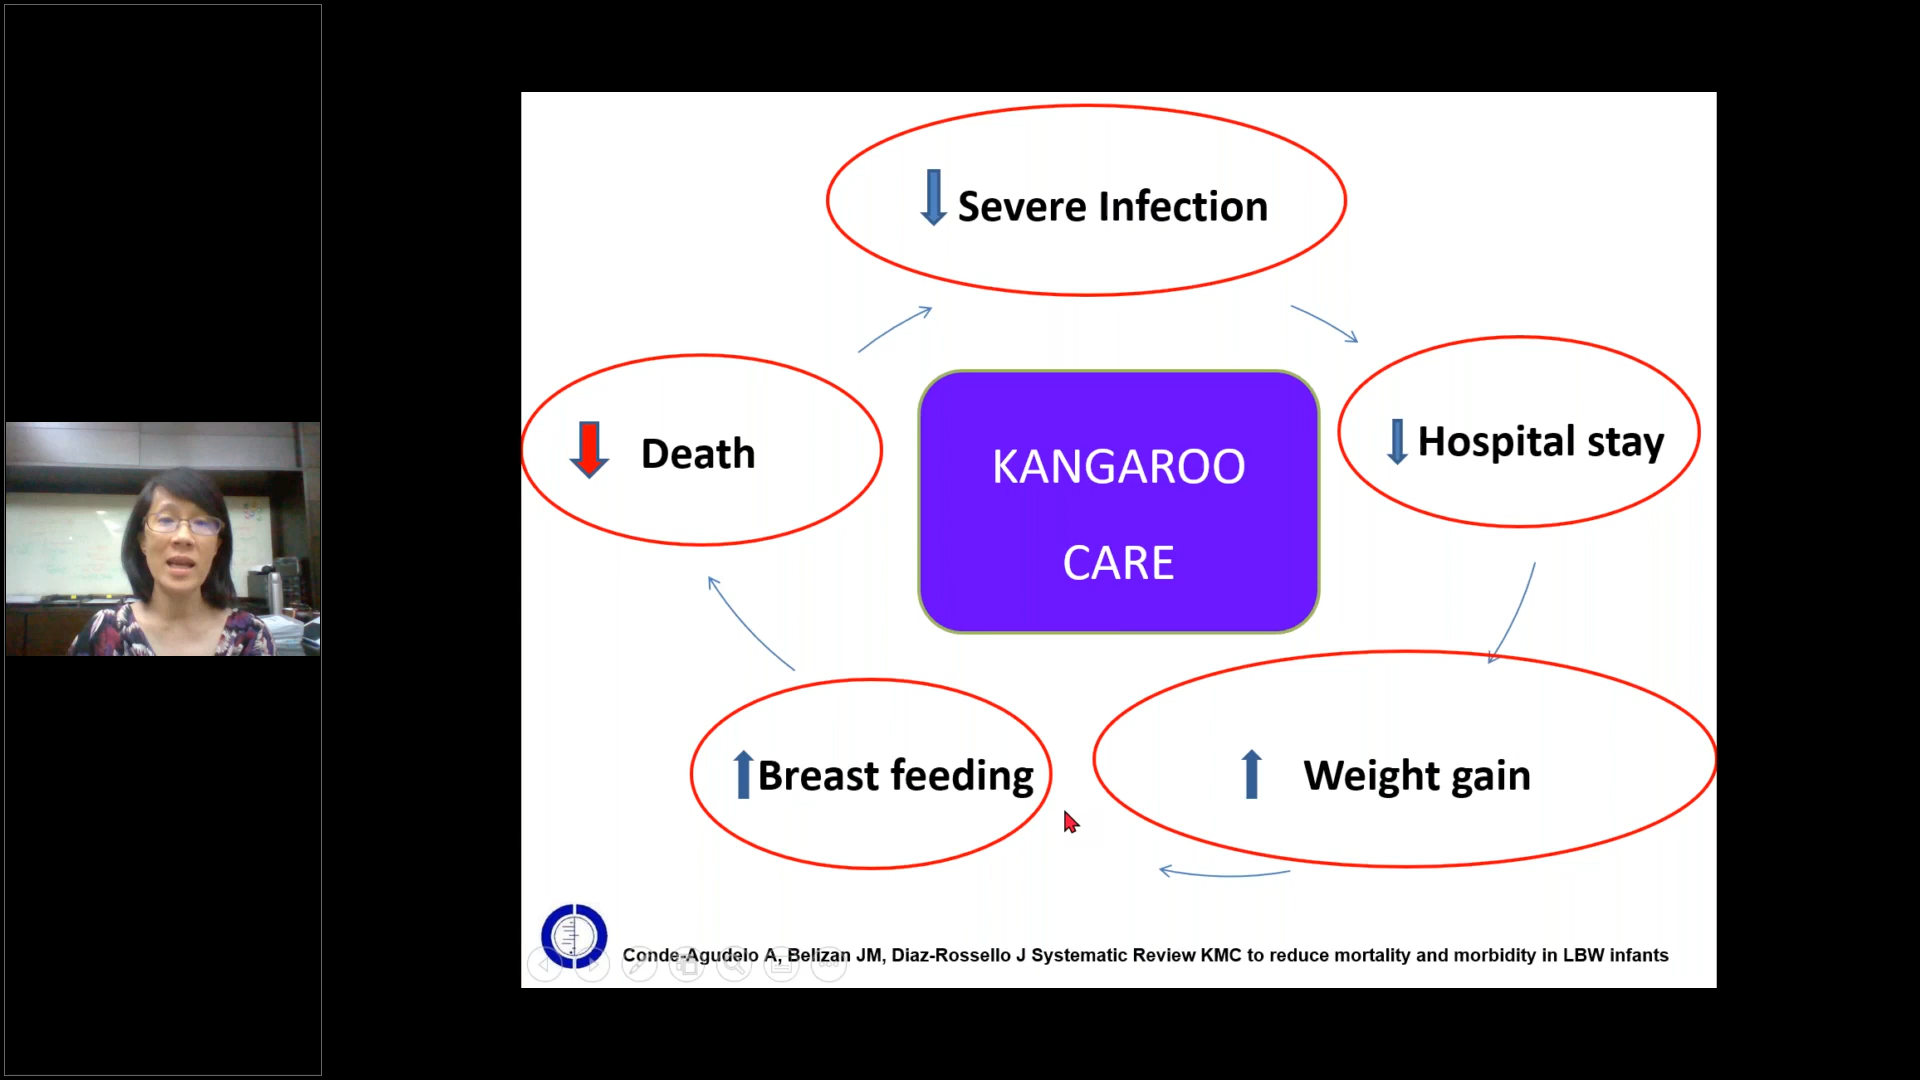 Severe Infection
Death
KANGAROO
CARE
Hospital stay
Breast feeding
Weight gain
Conde-Agudelo A, Belizan JM, Diaz-Rossello J Systematic Review KMC to reduce mortality and morbidity in LBW infants